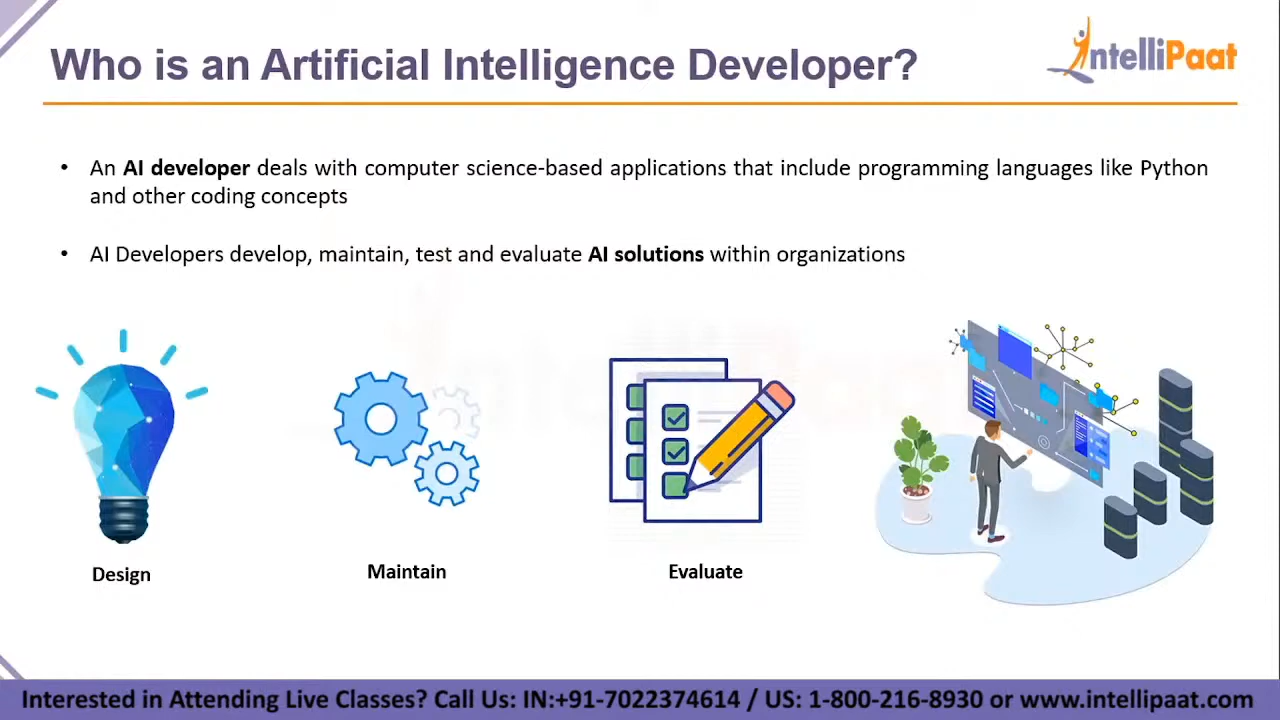 Who is an Artificial Intelligence Developer?
IntelliPaat
• An AI developer deals with computer science-based applications that include programming languages like Python
and other coding concepts
• AI Developers develop, maintain, test and evaluate AI solutions within organizations
Design
Maintain
Evaluate
Interested in Attending Live Classes? Call Us: IN:+91-7022374614 / US: 1-800-216-8930 or www.intellipaat.com